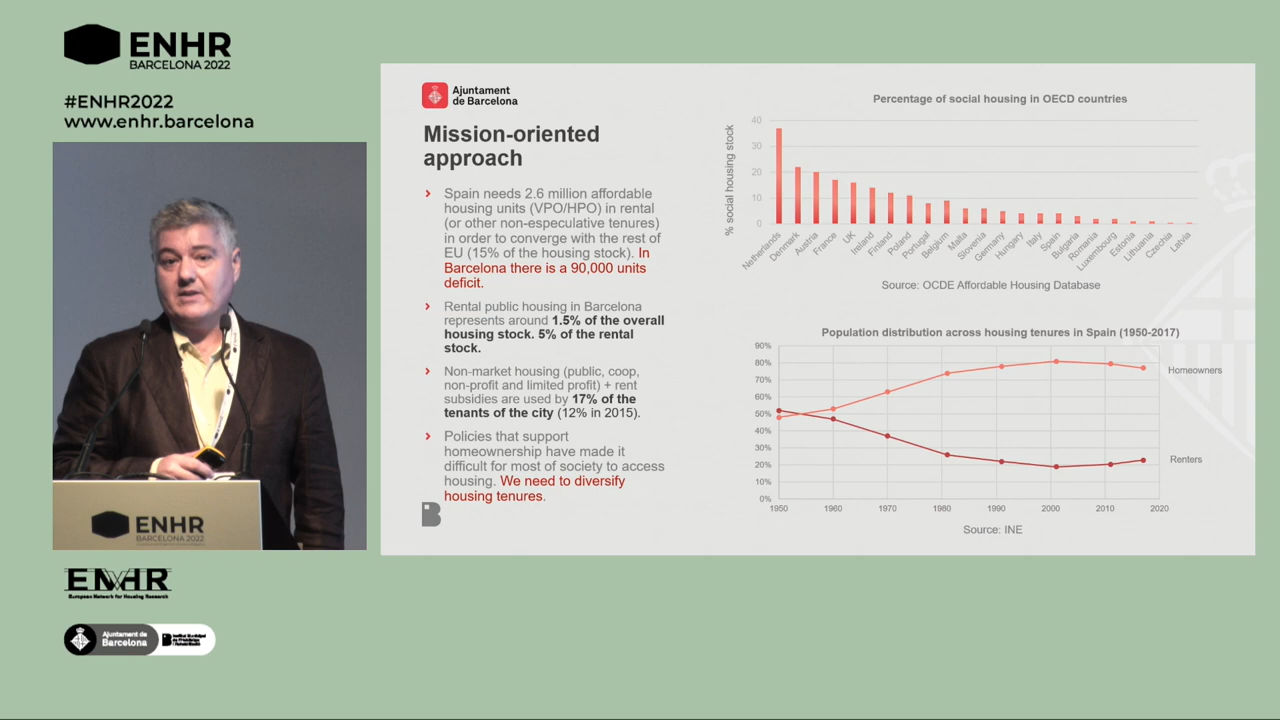 ENHR
BARCELONA 2022
#ENHR2022
www.enhr.barcelona
ENHR
BARCELONA 2022
ENHR
European Network for Housing Research
Ajuntament de
Barcelona
Ajuntament
de Barcelona
Mission-oriented
approach
Spain needs 2.6 million affordable
housing units (VPO/HPO) in rental
(or other non-especulative tenures)
in order to converge with the rest of
EU (15% of the housing stock). In
Barcelona there is a 90,000 units
deficit.
Rental public housing in Barcelona
represents around 1.5% of the overall
housing stock. 5% of the rental
stock.
Non-market housing (public, coop,
non-profit and limited profit) + rent
subsidies are used by 17% of the
tenants of the city (12% in 2015).
Policies that support
homeownership have made it
difficult for most of society to access
housing. We need to diversify
housing tenures.
B
Percentage of social housing in OECD countries
% social housing stock
40
30
20
10
0
Netherlands
Denmark
Austria
France
UK
Ireland
Finland
Poland
Portugal
Belgium
Malta
Slovenia
Germany
Hungary
Italy
Spain
Bulgaria
Romania
Luxembourg
Estonia
Lithuania
Czechia
Latvia
Source: OCDE Affordable Housing Database
Population distribution across housing tenures in Spain (1950-2017)
90%
80%
70%
60%
50%
40%
30%
20%
10%
0%
Homeowners
Renters
1950 1960 1970 1980 1990 2000 2010 2020
Source: INE